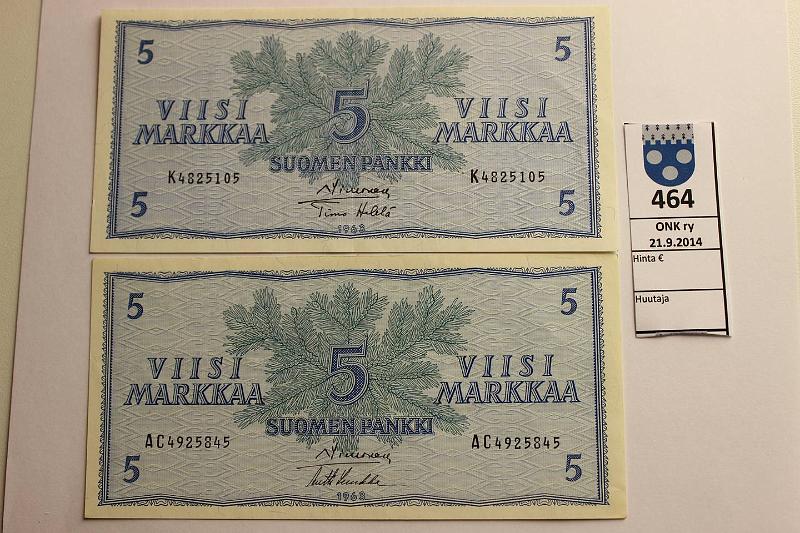 5 5
VIISI 5 VIISI
MARKKAA MARKKAA
SUOMEN PANKKI
K4825105 K4825105
Timo Helelä
5 5
1963
5 5
VIISI 5 VIISI
MARKKAA MARKKAA
SUOMEN PANKKI
AC4925845 AC4925845
5 5
1963
464
ONK ry
21.9.2014
Hinta €
Huutaja